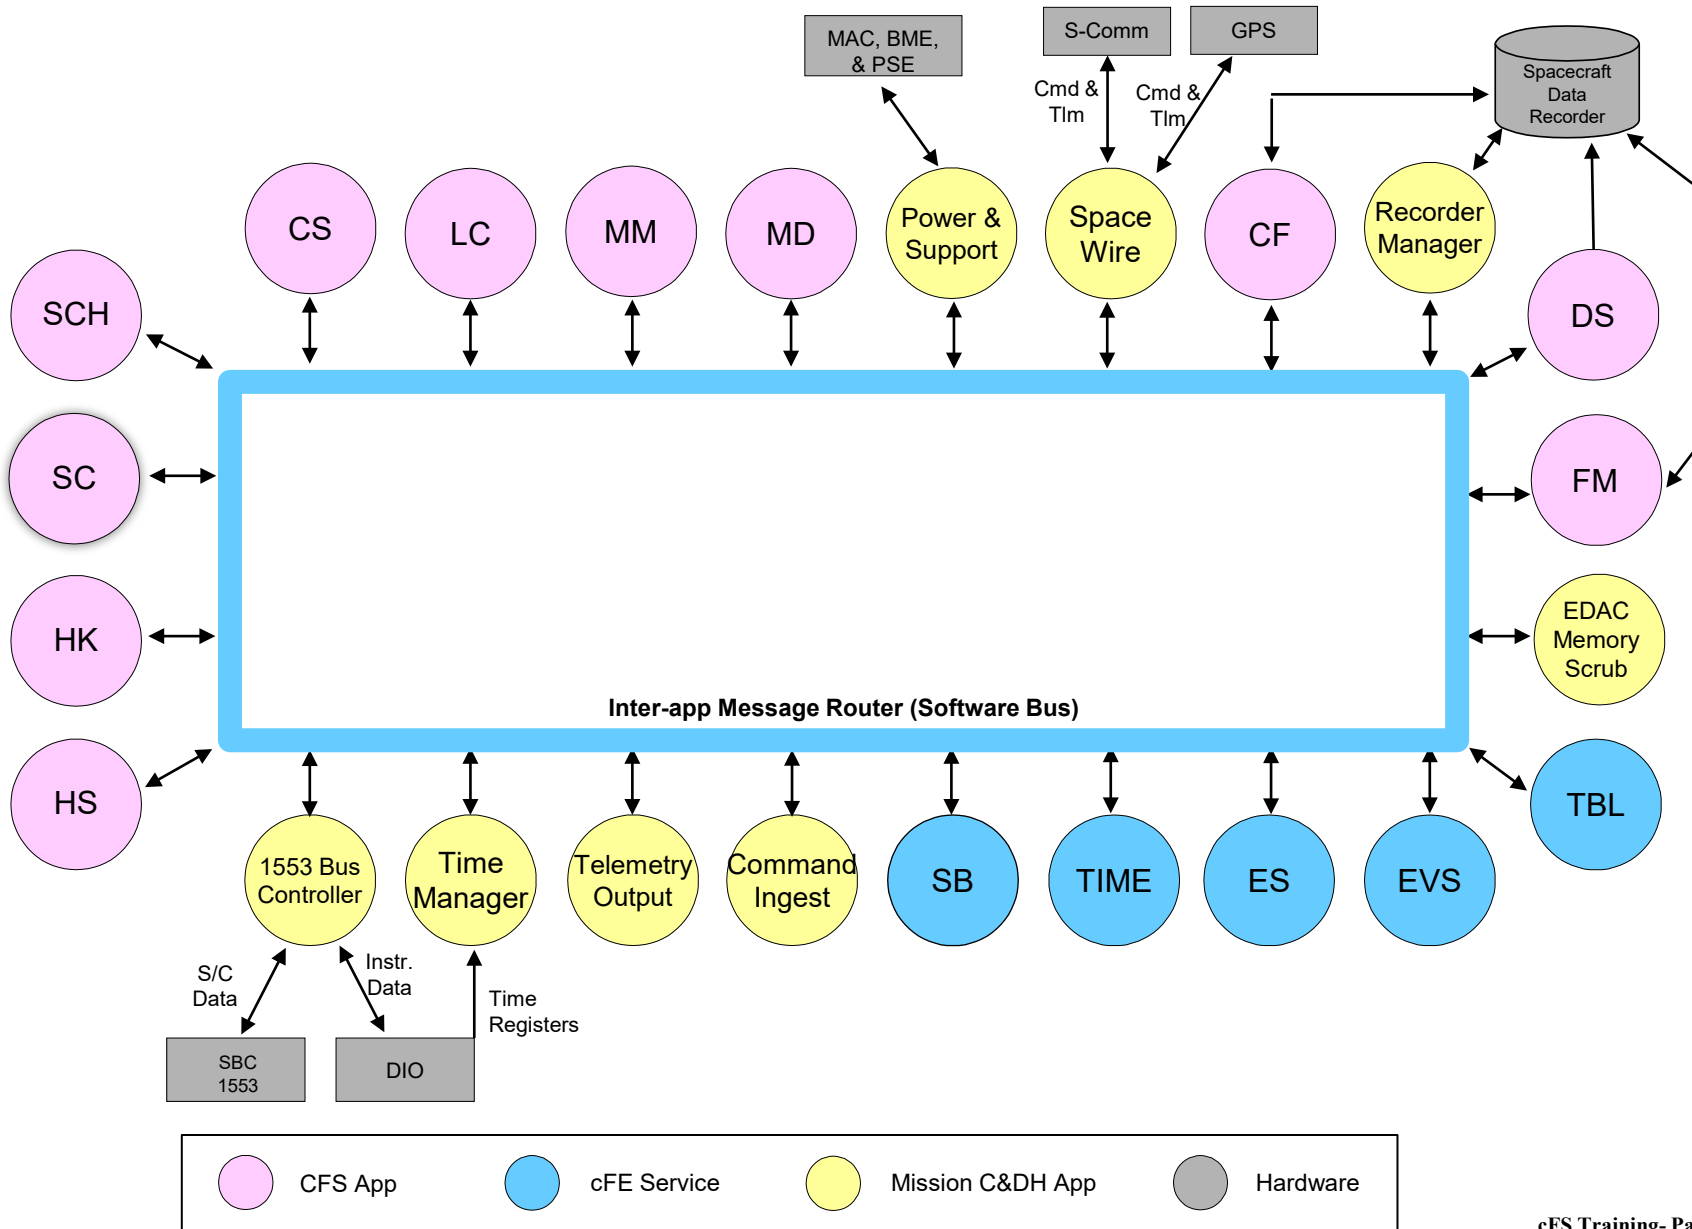 MAC, BME,
& PSE
S-Comm
GPS
Spacecraft
Data
Recorder
Cmd &
Tlm
Cmd &
Tlm
CS
LC
MM
MD
Power &
Support
Space
Wire
CF
Recorder
Manager
SCH
DS
SC
FM
HK
EDAC
Memory
Scrub
Inter-app Message Router (Software Bus)
HS
TBL
1553 Bus
Controller
Time
Manager
Telemetry
Output
Command
Ingest
SB
TIME
ES
EVS
S/C
Data
Instr.
Data
Time
Registers
SBC
1553
DIO
CFS App
cFE Service
Mission C&DH App
Hardware
cFS Training- Pa